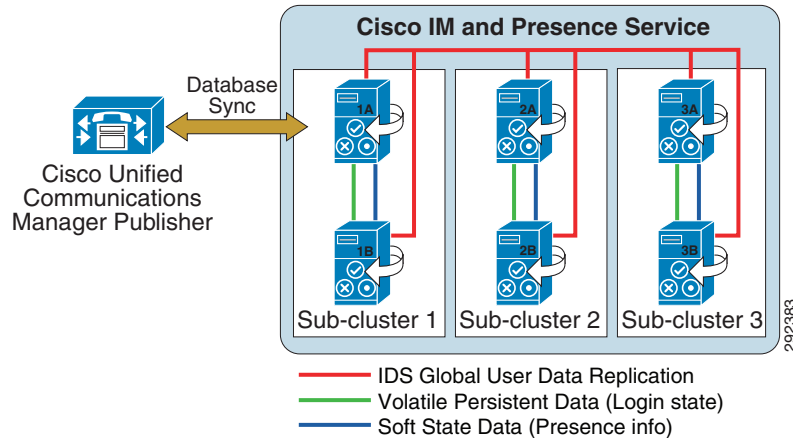 Cisco IM and Presence Service
Database
Sync
Cisco Unified
Communications
Manager Publisher
1A
2A
3A
1B
2B
3B
Sub-cluster 1
Sub-cluster 2
Sub-cluster 3
292383
IDS Global User Data Replication
Volatile Persistent Data (Login state)
Soft State Data (Presence info)